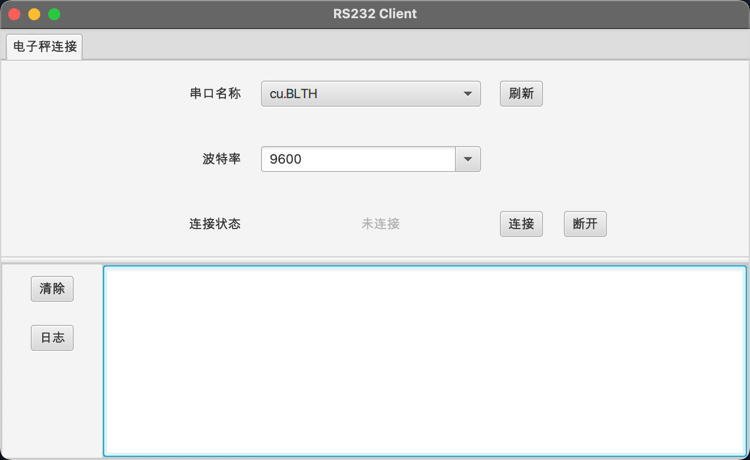 RS232 Client
电子秤连接
串口名称 cu.BLTH 刷新
波特率 9600
连接状态 未连接 连接 断开
清除
日志